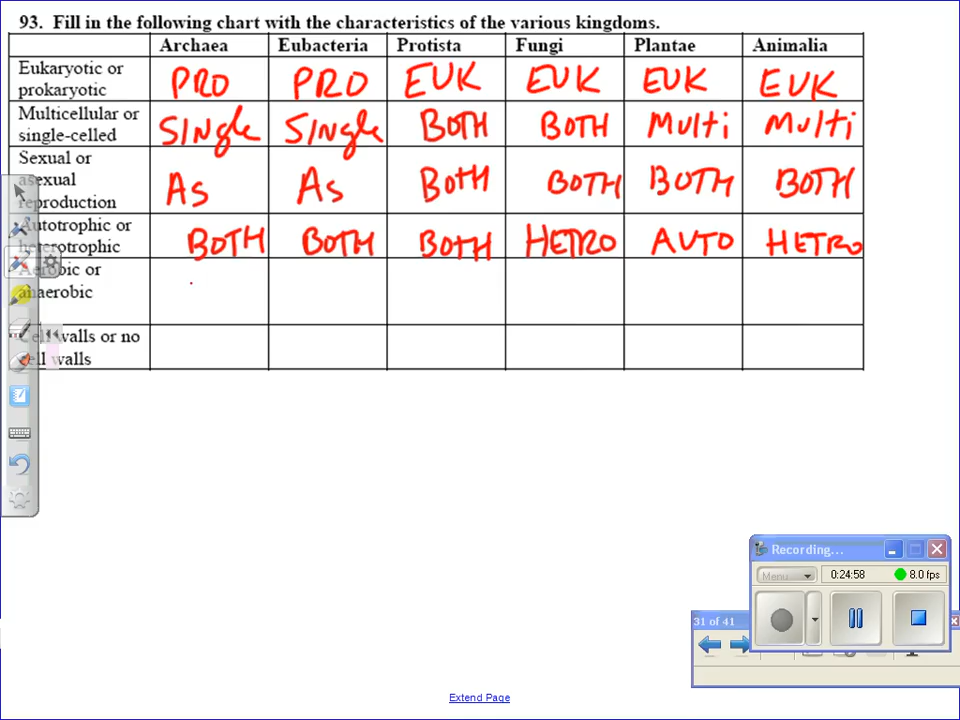 93. Fill in the following chart with the characteristics of the various kingdoms.
Archaea Eubacteria Protista Fungi Plantae Animalia
Eukaryotic or
prokaryotic
PRO PRO EUK EUK EUK EUK
Multicellular or
single-celled
SINgle SINgle BOTH BOTH MulTi MulTi
Sexual or
asexual
reproduction
As As BOTH BOTH BOTH BOTH
Autotrophic or
heterotrophic
BOTH BOTH BOTH HETRO AUTO HETRO
Aerobic or
anaerobic
Cell walls or no
cell walls
Recording...
Menu 0:24:58 8.0 fps
31 of 41
Extend Page